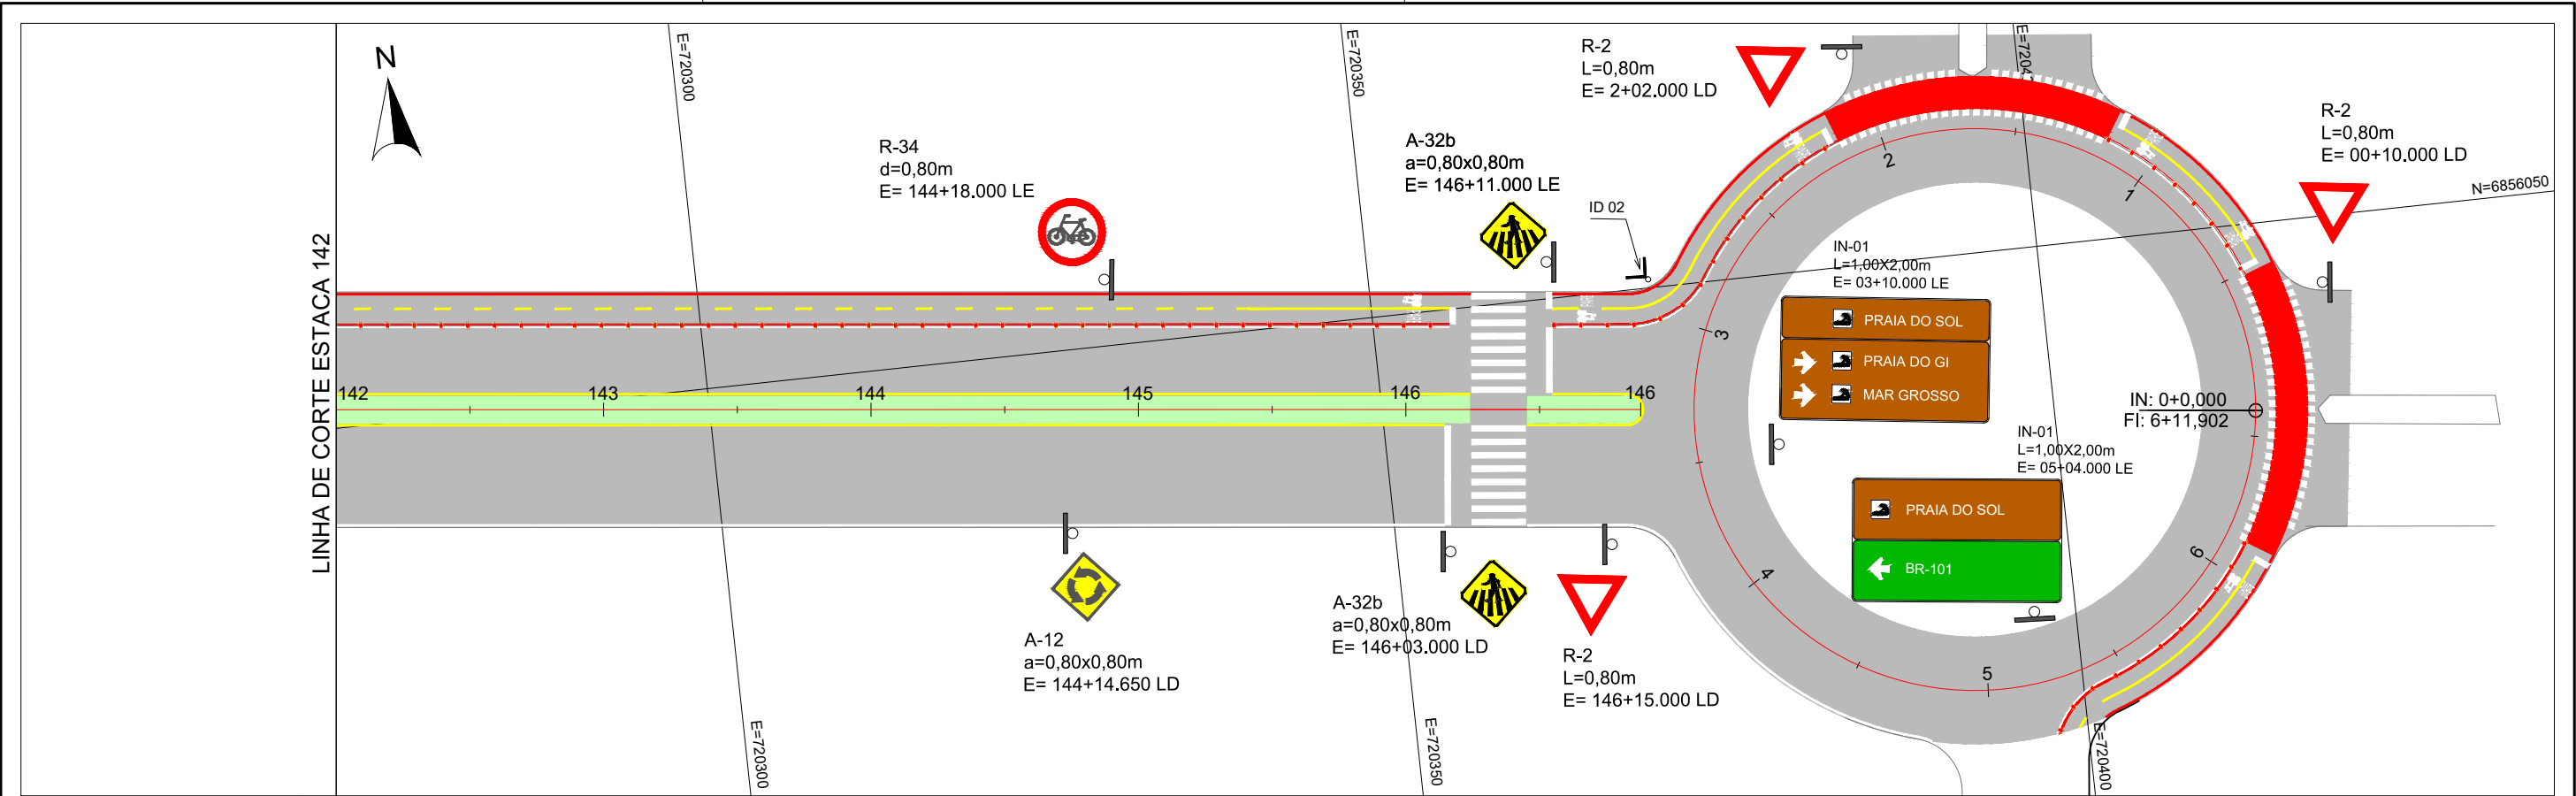 N
LINHA DE CORTE ESTACA 142
E=720300
E=720350
R-34
d=0,80m
E= 144+18.000 LE
A-32b
a=0,80x0,80m
E= 146+11.000 LE
ID 02
R-2
L=0,80m
E= 2+02.000 LD
R-2
L=0,80m
E= 00+10.000 LD
N=6856050
142
143
144
145
146
146
1
2
3
4
5
6
IN-01
L=1,00X2,00m
E= 03+10.000 LE
PRAIA DO SOL
PRAIA DO GI
MAR GROSSO
IN: 0+0,000
FI: 6+11,902
IN-01
L=1,00X2,00m
E= 05+04.000 LE
PRAIA DO SOL
BR-101
A-12
a=0,80x0,80m
E= 144+14.650 LD
A-32b
a=0,80x0,80m
E= 146+03.000 LD
R-2
L=0,80m
E= 146+15.000 LD
E=720300
E=720350
E=720400